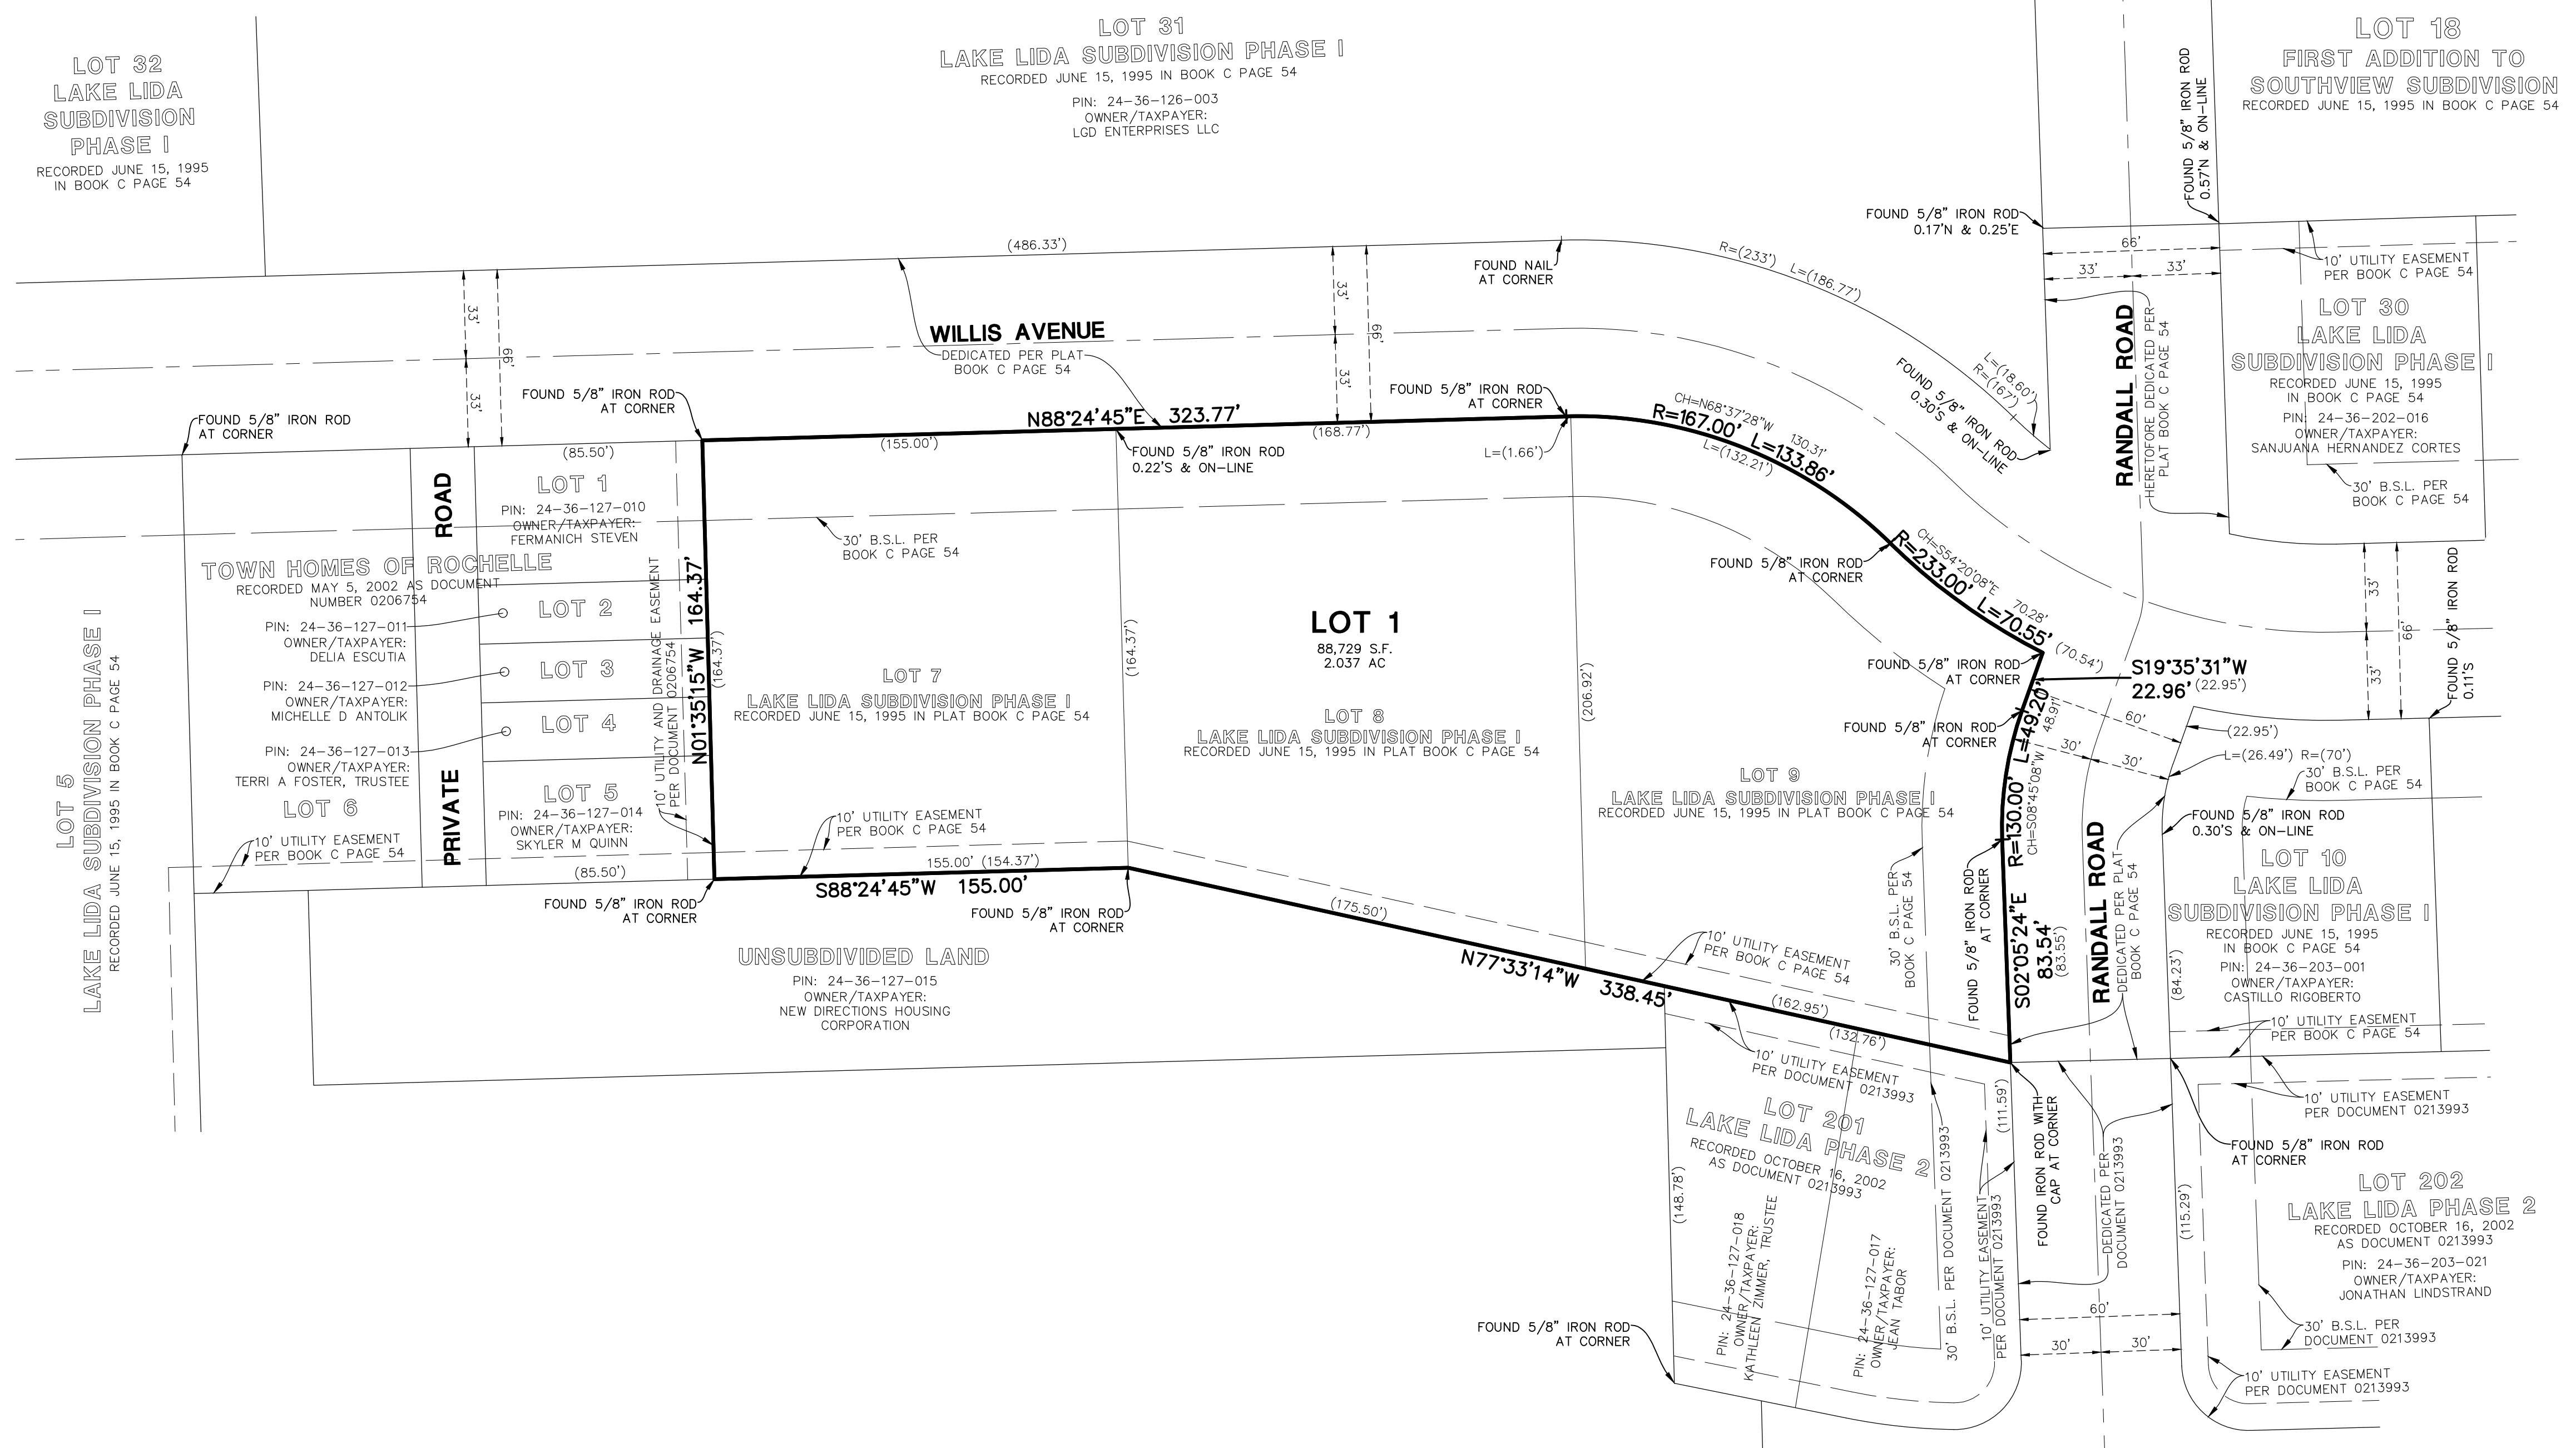 LOT 32
LAKE LIDA
SUBDIVISION
PHASE I
RECORDED JUNE 15, 1995
IN BOOK C PAGE 54
LOT 31
LAKE LIDA SUBDIVISION PHASE I
RECORDED JUNE 15, 1995 IN BOOK C PAGE 54
PIN: 24-36-126-003
OWNER/TAXPAYER:
LGD ENTERPRISES LLC
LOT 18
FIRST ADDITION TO
SOUTHVIEW SUBDIVISION
RECORDED JUNE 15, 1995 IN BOOK C PAGE 54
FOUND 5/8" IRON ROD
0.57'N & ON-LINE
FOUND 5/8" IRON ROD
0.17'N & 0.25'E
66'
33'
33'
10' UTILITY EASEMENT
PER BOOK C PAGE 54
(486.33')
FOUND NAIL
AT CORNER
R=(233')
L=(186.77')
L=(18.60')
R=(167')
FOUND 5/8" IRON ROD
0.30'S & ON-LINE
RANDALL ROAD
HERETOFORE DEDICATED PER
PLAT BOOK C PAGE 54
LOT 30
LAKE LIDA
SUBDIVISION PHASE I
RECORDED JUNE 15, 1995
IN BOOK C PAGE 54
PIN: 24-36-202-016
OWNER/TAXPAYER:
SANJUANA HERNANDEZ CORTES
30' B.S.L. PER
BOOK C PAGE 54
33'
33'
66'
WILLIS AVENUE
DEDICATED PER PLAT
BOOK C PAGE 54
33'
33'
66'
FOUND 5/8" IRON ROD
AT CORNER
FOUND 5/8" IRON ROD
AT CORNER
FOUND 5/8" IRON ROD
AT CORNER
N88°24'45"E 323.77'
(85.50')
(155.00')
(168.77')
FOUND 5/8" IRON ROD
0.22'S & ON-LINE
L=(1.66')
CH=N68°37'28"W 130.31'
R=167.00' L=133.86'
L=(132.21')
FOUND 5/8" IRON ROD
AT CORNER
CH=S54°20'08"E 70.28'
R=233.00' L=70.55'
(70.54')
FOUND 5/8" IRON ROD
AT CORNER
S19°35'31"W
22.96' (22.95')
33'
33'
66'
FOUND 5/8" IRON ROD
0.11'S
PRIVATE ROAD
LOT 1
PIN: 24-36-127-010
OWNER/TAXPAYER:
FERMANICH STEVEN
TOWN HOMES OF ROCHELLE
RECORDED MAY 5, 2002 AS DOCUMENT
NUMBER 0206754
PIN: 24-36-127-011
OWNER/TAXPAYER:
DELIA ESCUTIA
LOT 2
PIN: 24-36-127-012
OWNER/TAXPAYER:
MICHELLE D ANTOLIK
LOT 3
PIN: 24-36-127-013
OWNER/TAXPAYER:
TERRI A FOSTER, TRUSTEE
LOT 4
LOT 6
LOT 5
PIN: 24-36-127-014
OWNER/TAXPAYER:
SKYLER M QUINN
10' UTILITY EASEMENT
PER BOOK C PAGE 54
LOT 5
LAKE LIDA SUBDIVISION PHASE I
RECORDED JUNE 15, 1995 IN BOOK C PAGE 54
10' UTILITY AND DRAINAGE EASEMENT
PER DOCUMENT 0206754
N01°35'15"W 164.37'
(164.37')
30' B.S.L. PER
BOOK C PAGE 54
LOT 7
LAKE LIDA SUBDIVISION PHASE I
RECORDED JUNE 15, 1995 IN PLAT BOOK C PAGE 54
(164.37')
LOT 1
88,729 S.F.
2.037 AC
LOT 8
LAKE LIDA SUBDIVISION PHASE I
RECORDED JUNE 15, 1995 IN PLAT BOOK C PAGE 54
(206.92')
LOT 9
LAKE LIDA SUBDIVISION PHASE I
RECORDED JUNE 15, 1995 IN PLAT BOOK C PAGE 54
FOUND 5/8" IRON ROD
AT CORNER
R=130.00' L=49.20'
CH=S08°45'08"W 48.91'
60'
30'
30'
(22.95')
L=(26.49') R=(70')
30' B.S.L. PER
BOOK C PAGE 54
FOUND 5/8" IRON ROD
0.30'S & ON-LINE
LOT 10
LAKE LIDA
SUBDIVISION PHASE I
RECORDED JUNE 15, 1995
IN BOOK C PAGE 54
PIN: 24-36-203-001
OWNER/TAXPAYER:
CASTILLO RIGOBERTO
10' UTILITY EASEMENT
PER BOOK C PAGE 54
(84.23')
RANDALL ROAD
DEDICATED PER PLAT
BOOK C PAGE 54
S02°05'24"E
83.54'
(83.55')
FOUND 5/8" IRON ROD
AT CORNER
30' B.S.L. PER
BOOK C PAGE 54
10' UTILITY EASEMENT
PER BOOK C PAGE 54
(85.50')
155.00' (154.37')
S88°24'45"W 155.00'
FOUND 5/8" IRON ROD
AT CORNER
FOUND 5/8" IRON ROD
AT CORNER
(175.50')
N77°33'14"W 338.45'
10' UTILITY EASEMENT
PER BOOK C PAGE 54
(162.95')
(132.76')
UNSUBDIVIDED LAND
PIN: 24-36-127-015
OWNER/TAXPAYER:
NEW DIRECTIONS HOUSING
CORPORATION
10' UTILITY EASEMENT
PER DOCUMENT 0213993
LOT 201
LAKE LIDA PHASE 2
RECORDED OCTOBER 16, 2002
AS DOCUMENT 0213993
(148.78')
PIN: 24-36-127-018
OWNER/TAXPAYER:
KATHLEEN ZIMMER, TRUSTEE
PIN: 24-36-127-017
OWNER/TAXPAYER:
JEAN TABOR
30' B.S.L. PER DOCUMENT 0213993
10' UTILITY EASEMENT
PER DOCUMENT 0213993
(111.59')
FOUND IRON ROD WITH
CAP AT CORNER
DEDICATED PER
DOCUMENT 0213993
10' UTILITY EASEMENT
PER DOCUMENT 0213993
FOUND 5/8" IRON ROD
AT CORNER
LOT 202
LAKE LIDA PHASE 2
RECORDED OCTOBER 16, 2002
AS DOCUMENT 0213993
PIN: 24-36-203-021
OWNER/TAXPAYER:
JONATHAN LINDSTRAND
(115.29')
60'
30'
30'
30' B.S.L. PER
DOCUMENT 0213993
10' UTILITY EASEMENT
PER DOCUMENT 0213993
FOUND 5/8" IRON ROD
AT CORNER